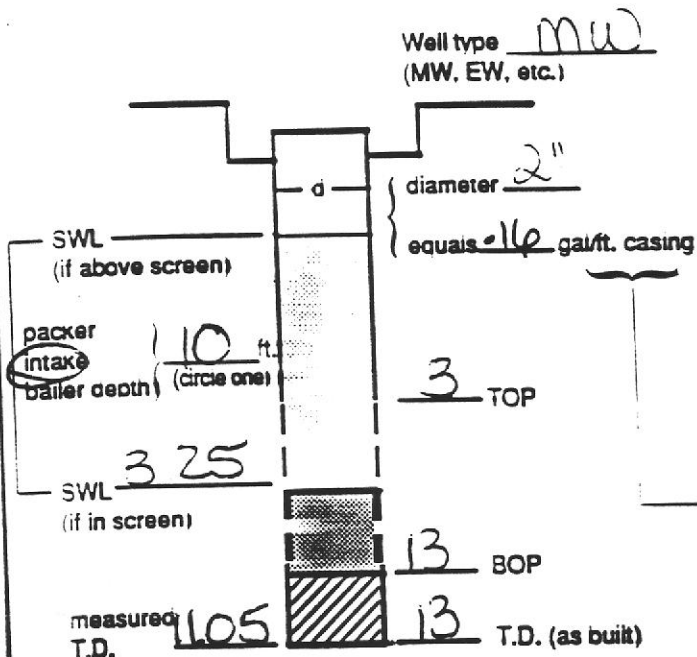 Well type MW
(MW, EW, etc.)
d
diameter 2"
SWL
(if above screen)
equals .16 gal/ft. casing
packer
intake
bailer depth
10 ft.
(circle one)
3 TOP
SWL 3 25
(if in screen)
13 BOP
measured T.D. 11.05
13 T.D. (as built)